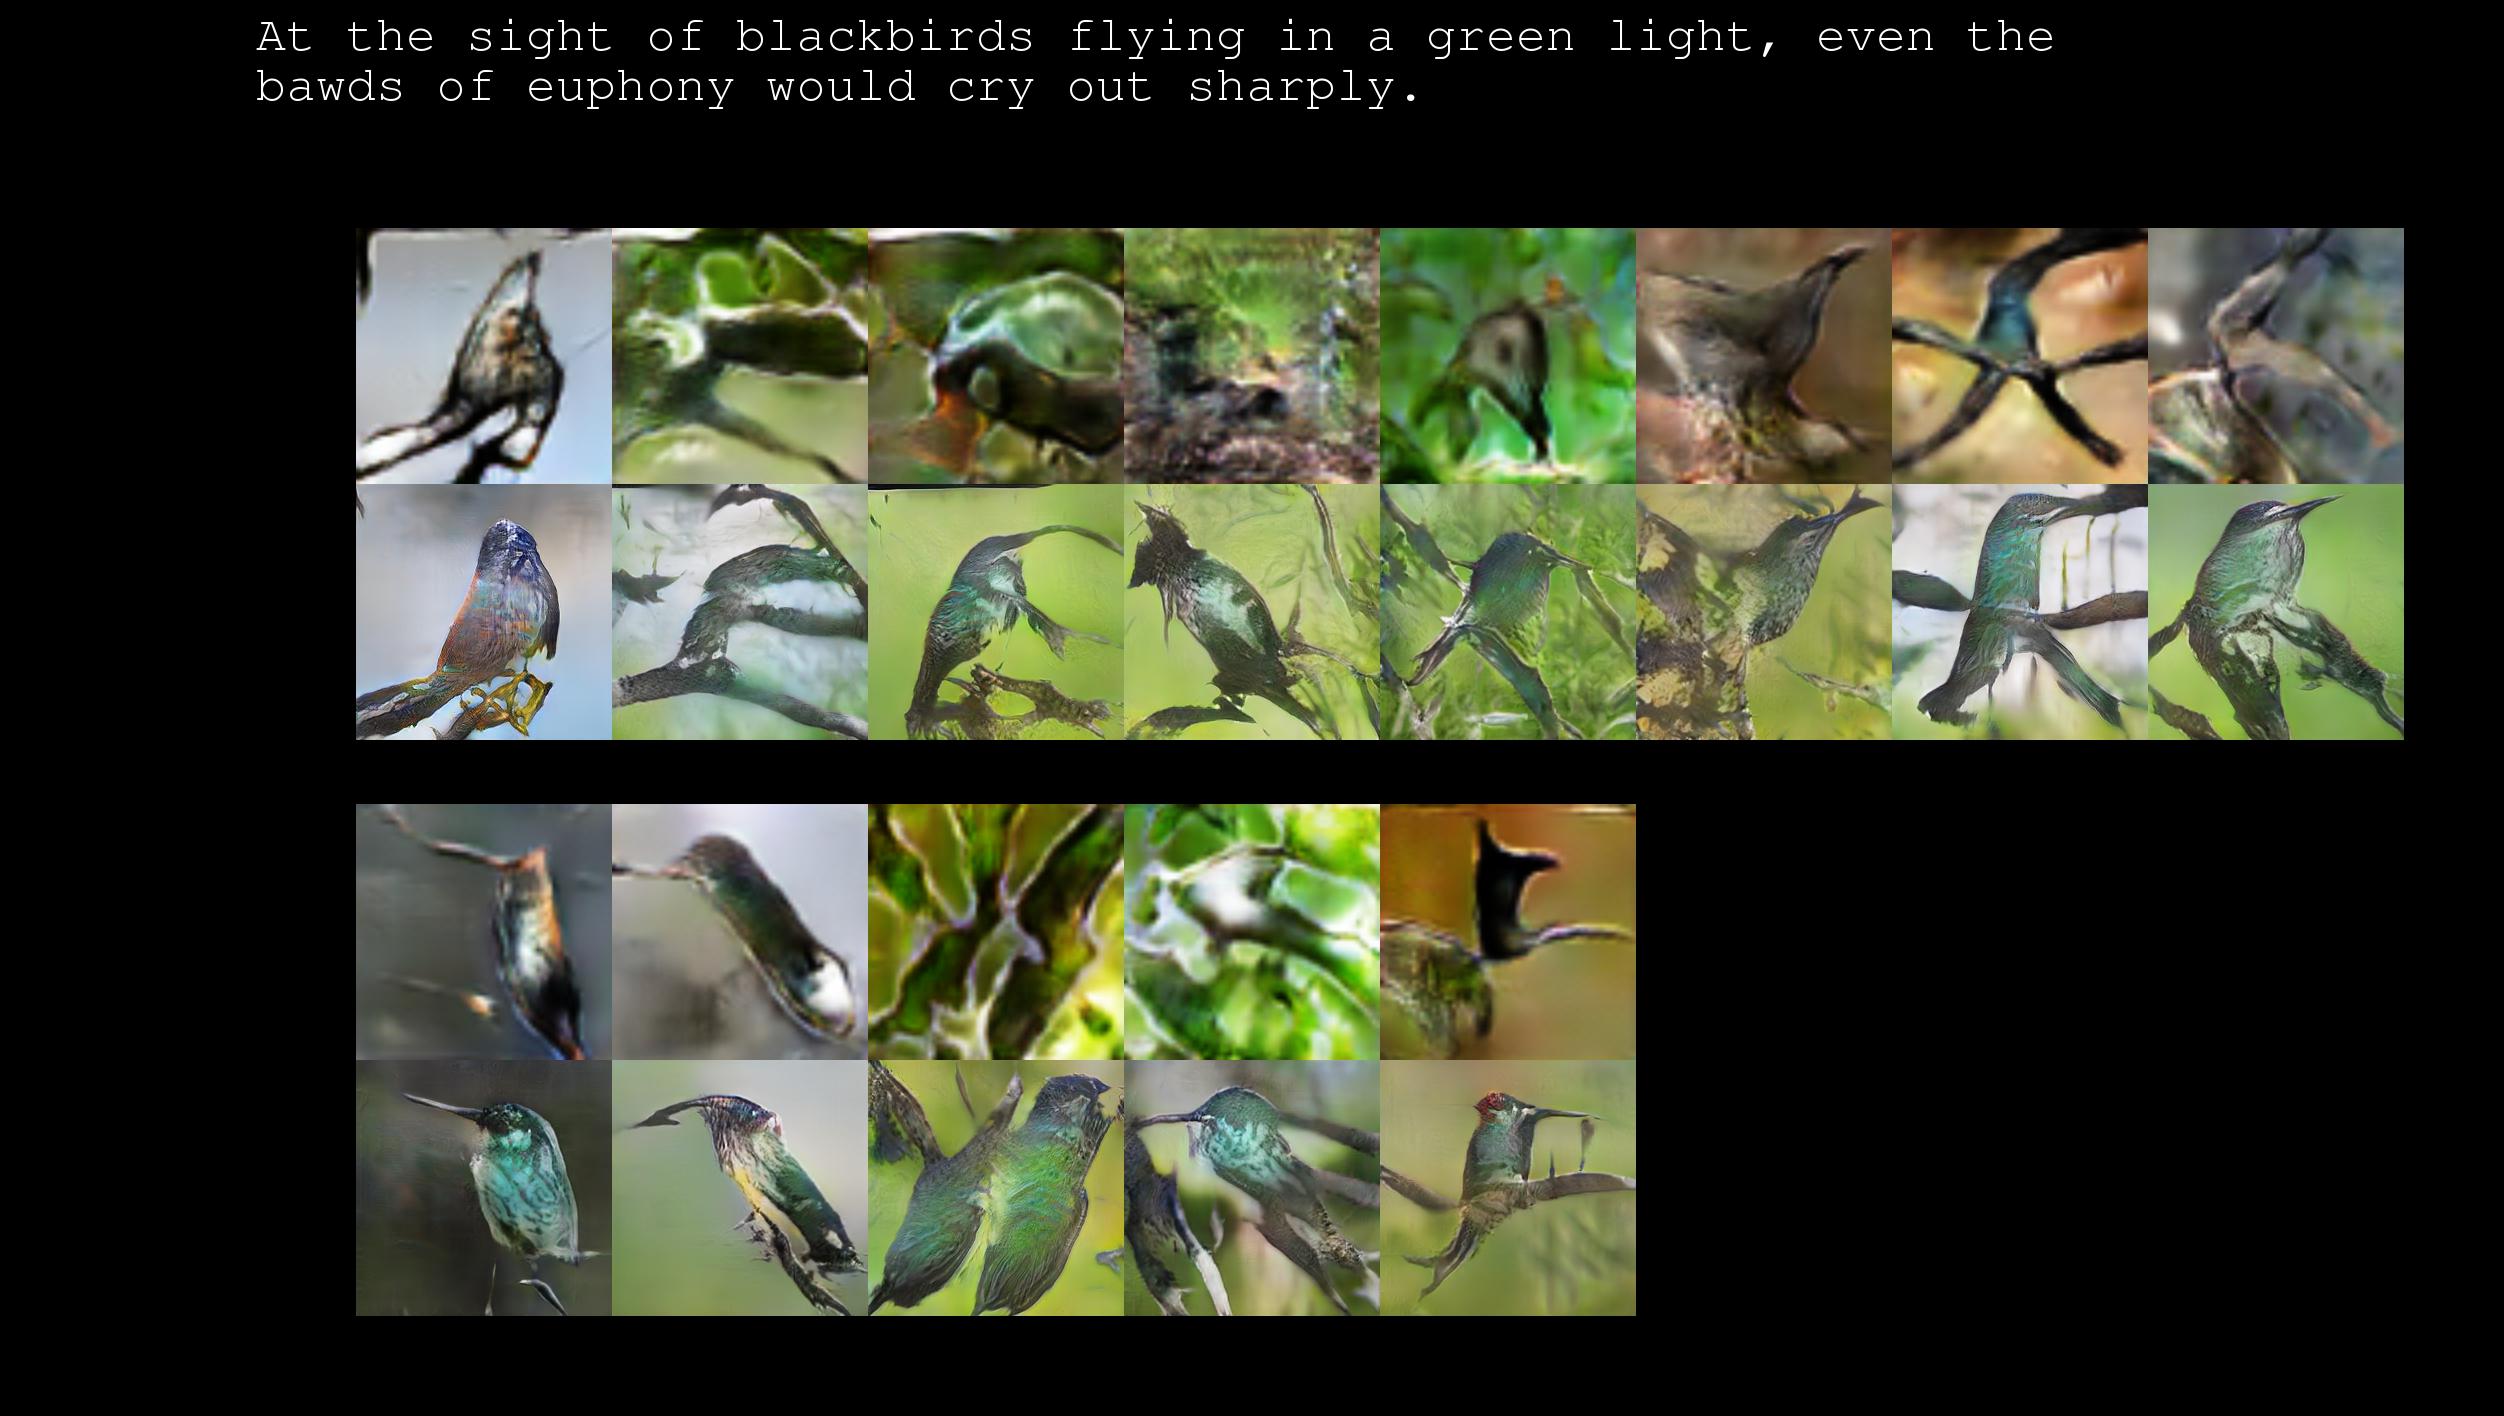 At the sight of blackbirds flying in a green light, even the
bawds of euphony would cry out sharply.